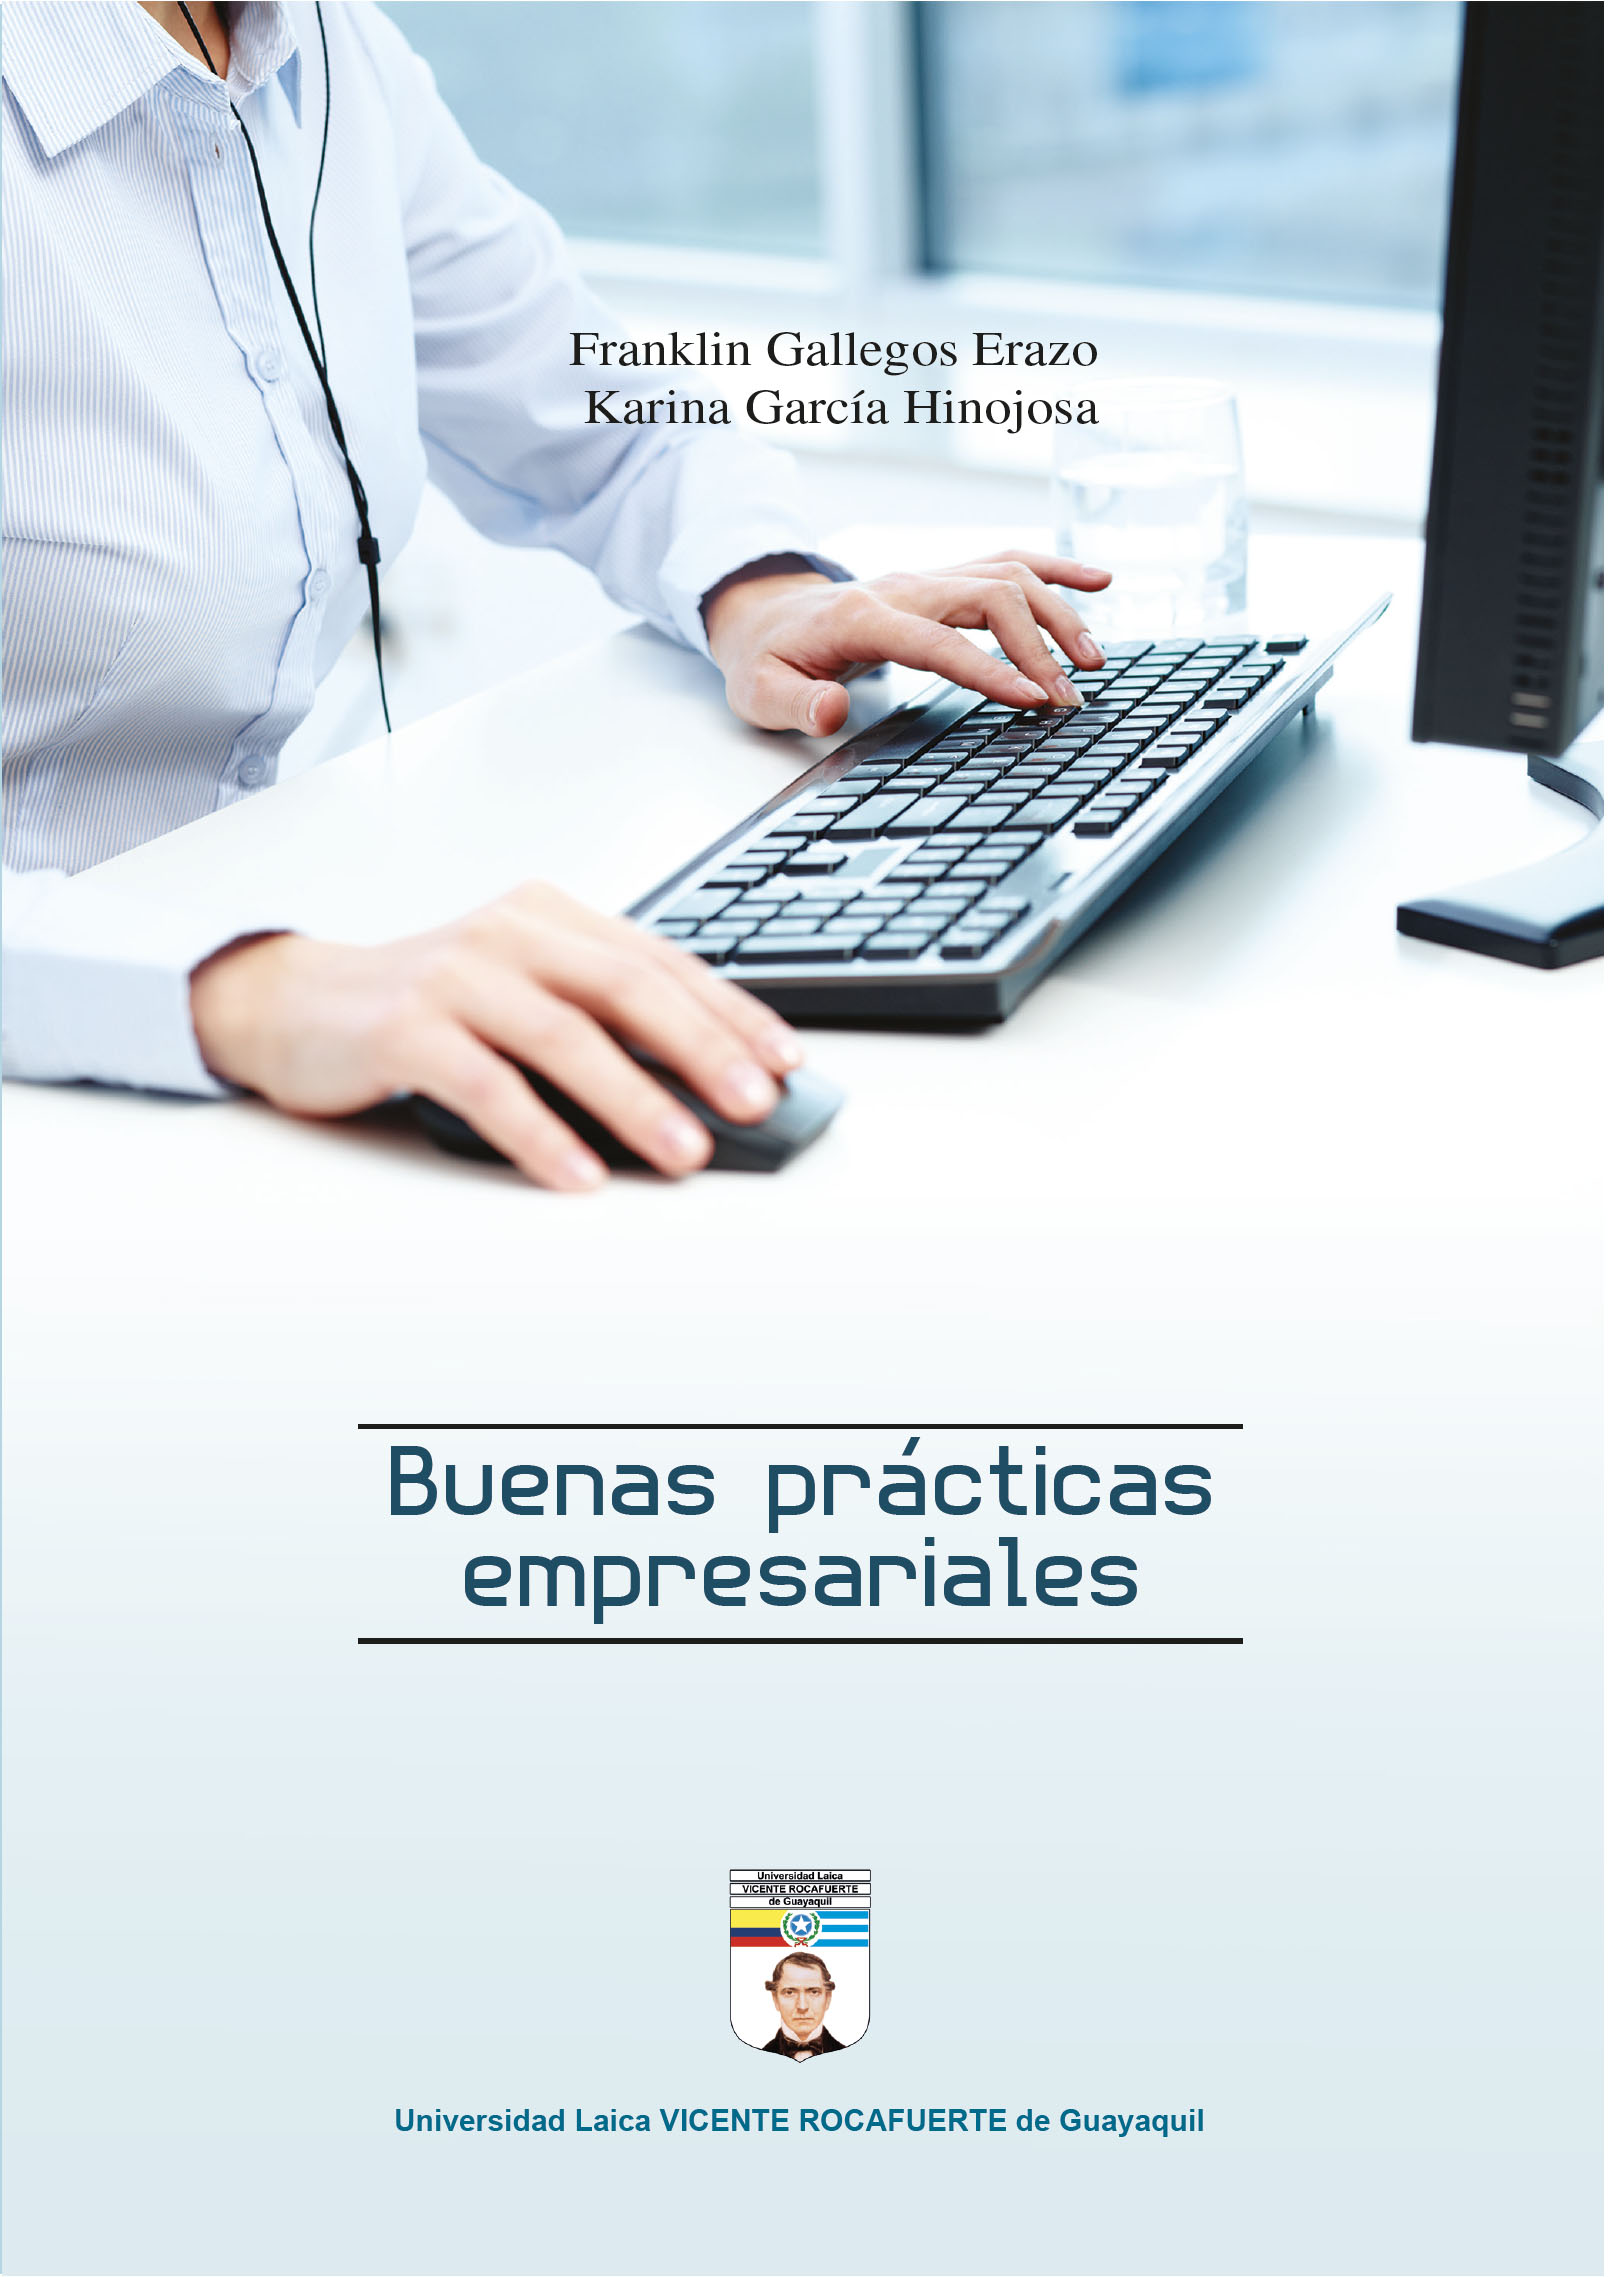 Franklin Gallegos Erazo
Karina García Hinojosa
Buenas prácticas
empresariales
Universidad Laica
VICENTE ROCAFUERTE
de Guayaquil
Universidad Laica VICENTE ROCAFUERTE de Guayaquil